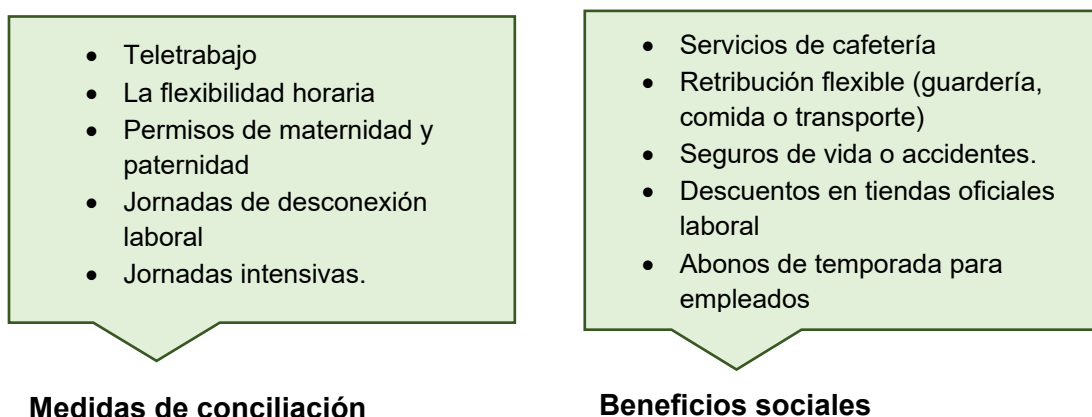 • Teletrabajo
• La flexibilidad horaria
• Permisos de maternidad y
paternidad
• Jornadas de desconexión
laboral
• Jornadas intensivas.
Medidas de conciliación
• Servicios de cafetería
• Retribución flexible (guardería,
comida o transporte)
• Seguros de vida o accidentes.
• Descuentos en tiendas oficiales
laboral
• Abonos de temporada para
empleados
Beneficios sociales